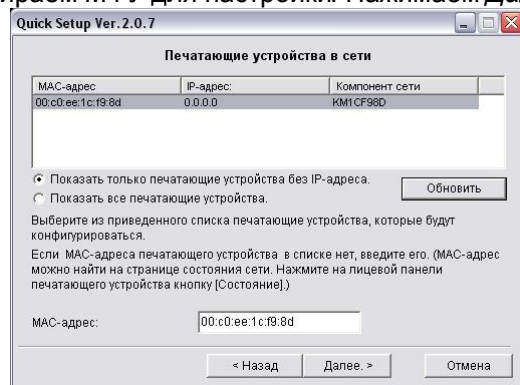 Quick Setup Ver.2.0.7
Печатающие устройства в сети
MAC-адрес IP-адрес: Компонент сети
00:c0:ee:1c:f9:8d 0.0.0.0 KM1CF98D
Показать только печатающие устройства без IP-адреса.
Обновить
Показать все печатающие устройства.
Выберите из приведенного списка печатающие устройства, которые будут
конфигурироваться.
Если MAC-адреса печатающего устройства в списке нет, введите его. (MAC-адрес
можно найти на странице состояния сети. Нажмите на лицевой панели
печатающего устройства кнопку [Состояние].)
MAC-адрес: 00:c0:ee:1c:f9:8d
< Назад Далее. > Отмена